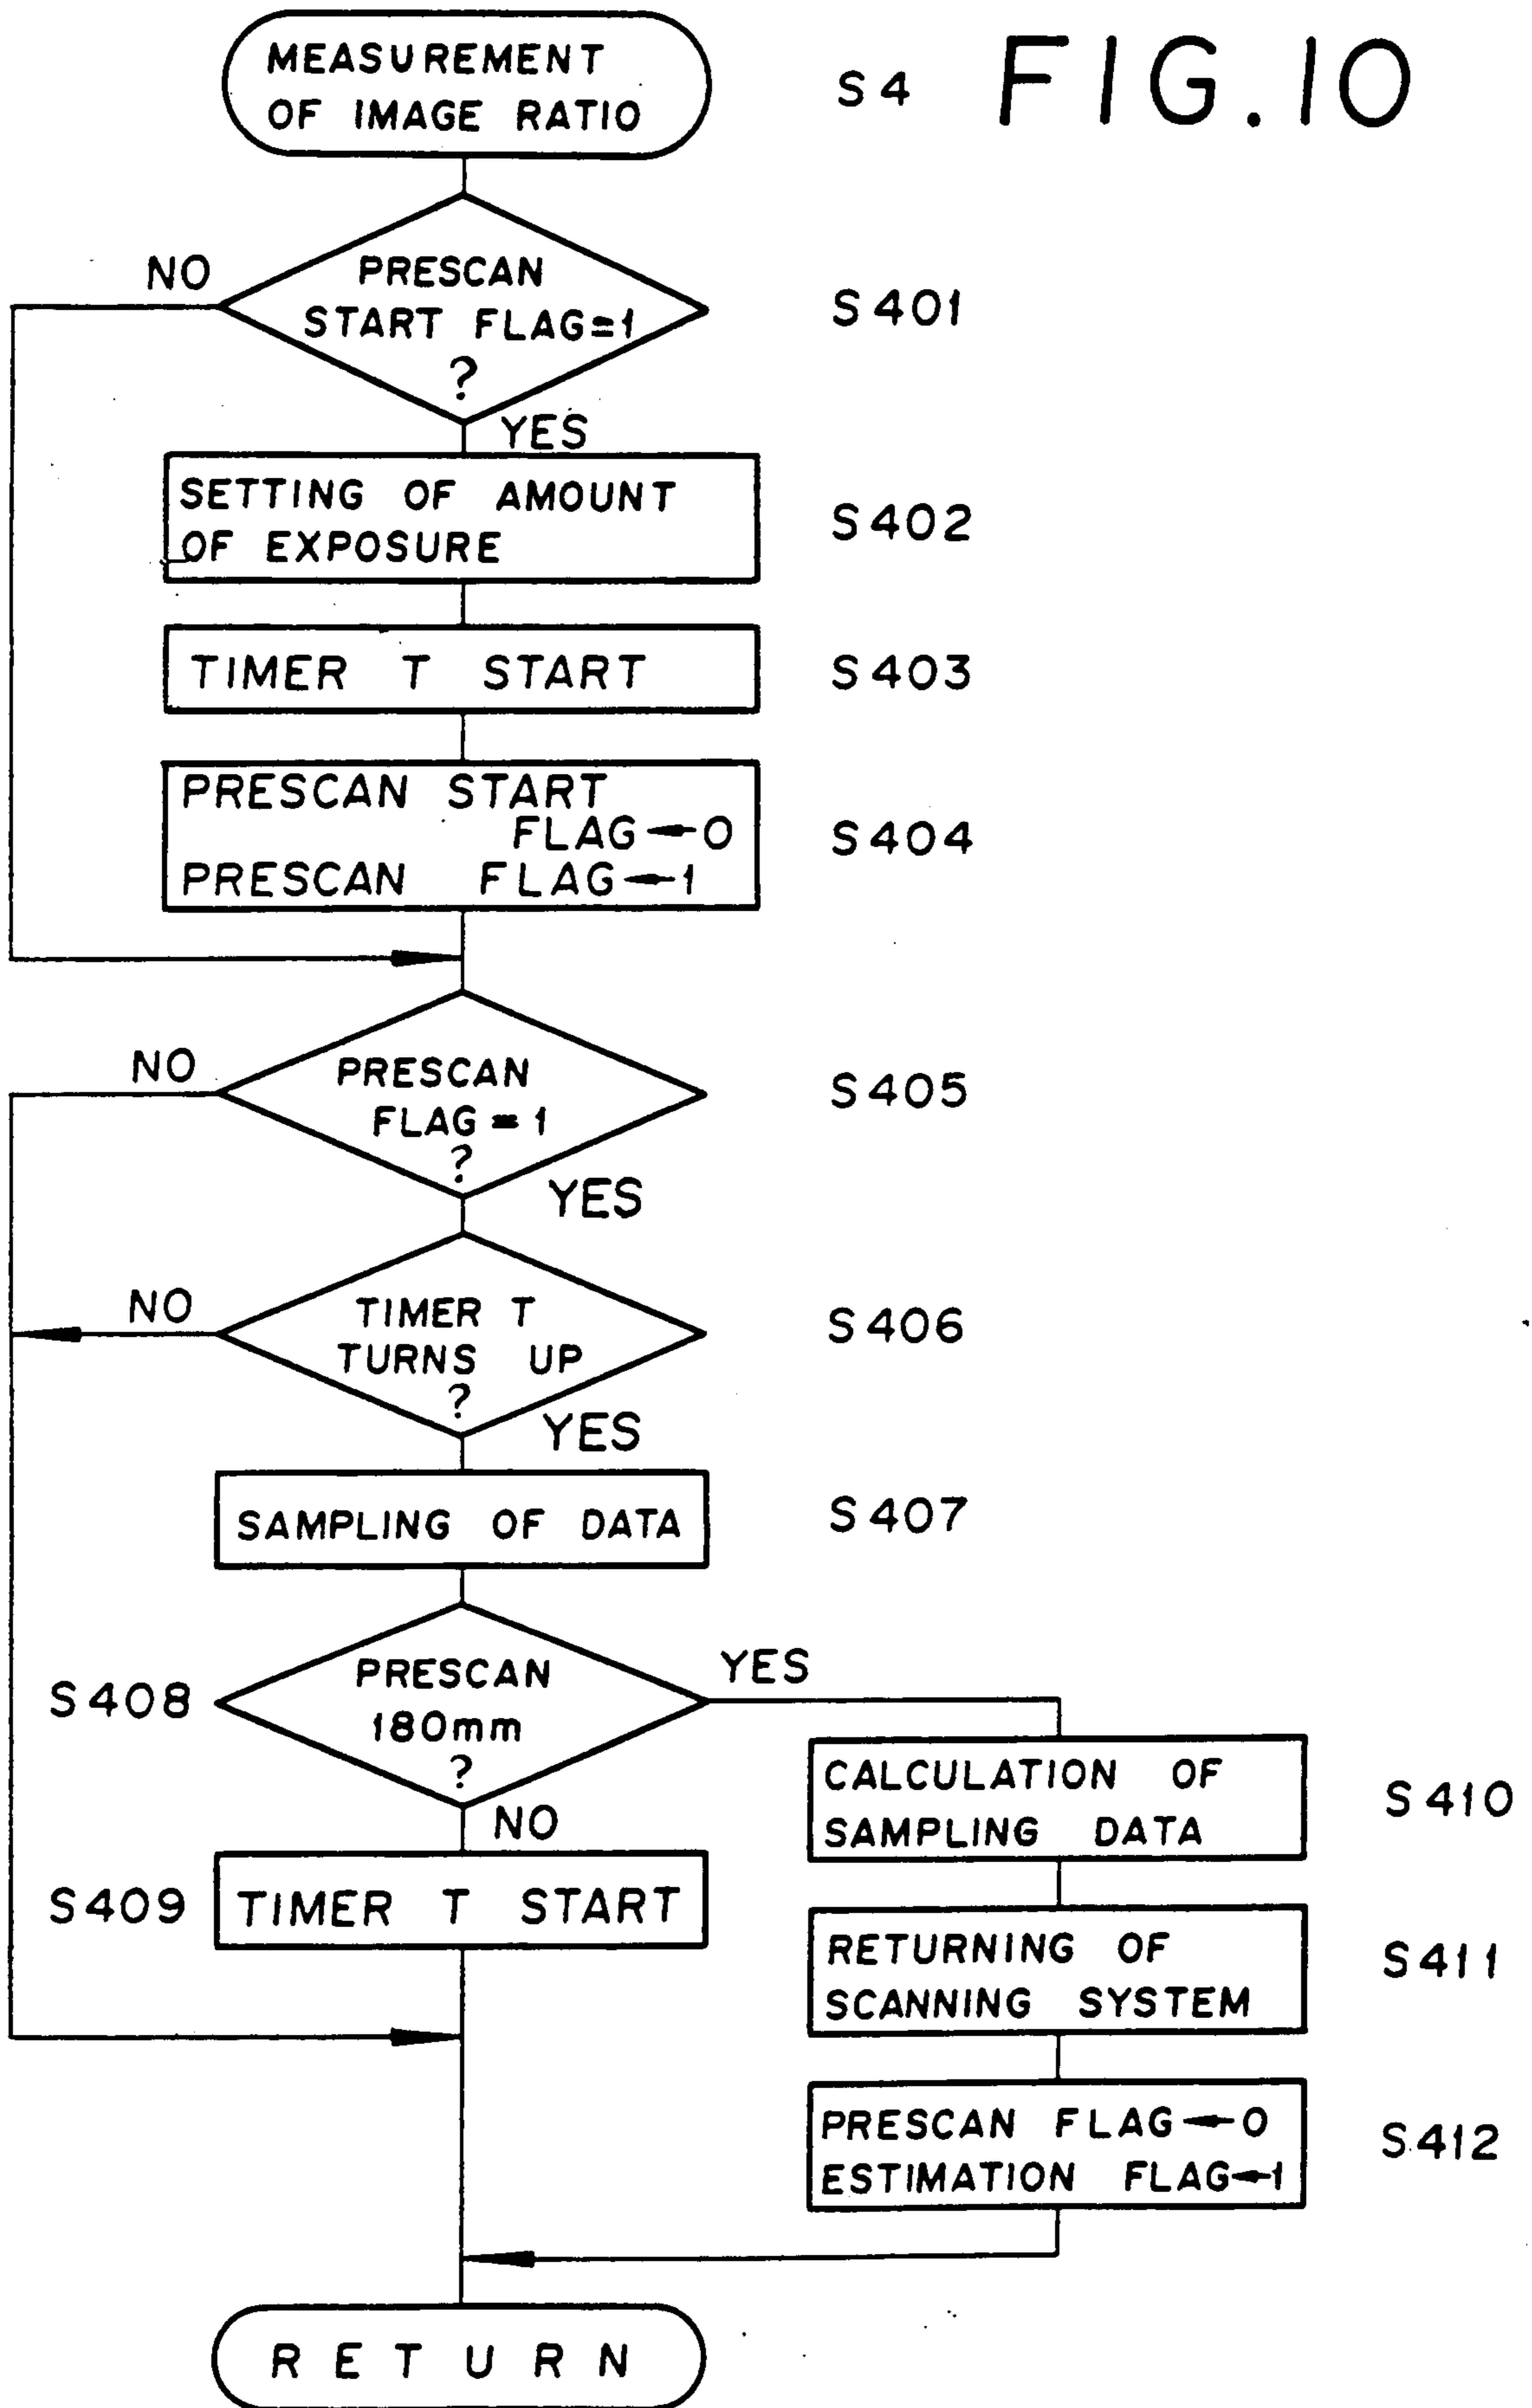 MEASUREMENT
OF IMAGE RATIO
S4
FIG.10
NO
PRESCAN
START FLAG=1
?
S401
YES
SETTING OF AMOUNT
OF EXPOSURE
S402
TIMER T START
S403
PRESCAN START
FLAG←0
PRESCAN FLAG←1
S404
NO
PRESCAN
FLAG=1
?
S405
YES
NO
TIMER T
TURNS UP
?
S406
YES
SAMPLING OF DATA
S407
S408
PRESCAN
180mm
?
YES
NO
CALCULATION OF
SAMPLING DATA
S410
S409
TIMER T START
RETURNING OF
SCANNING SYSTEM
S411
PRESCAN FLAG←0
ESTIMATION FLAG←1
S412
RETURN